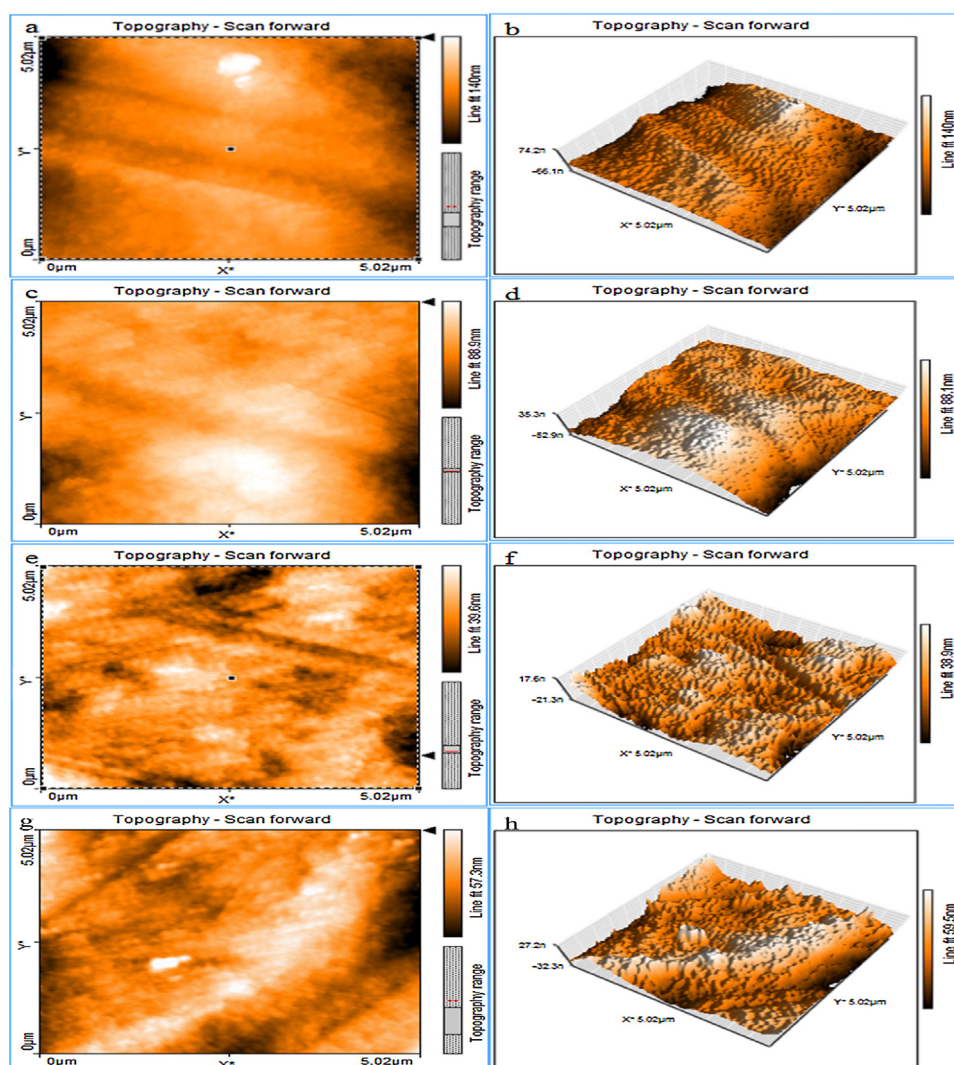 a
Topography - Scan forward
5.02µm
Y*
0µm
0µm
X*
5.02µm
Line fit 140nm
Topography range
b
Topography - Scan forward
74.2n
-66.1n
X* 5.02µm
Y* 5.02µm
Line fit 140nm
c
Topography - Scan forward
5.02µm
Y*
0µm
0µm
X*
5.02µm
Line fit 88.9nm
Topography range
d
Topography - Scan forward
35.3n
-52.9n
X* 5.02µm
Y* 5.02µm
Line fit 88.1nm
e
Topography - Scan forward
5.02µm
Y*
0µm
0µm
X*
5.02µm
Line fit 39.6nm
Topography range
f
Topography - Scan forward
17.6n
-21.3n
X* 5.02µm
Y* 5.02µm
Line fit 38.9nm
g
Topography - Scan forward
5.02µm
Y*
0µm
0µm
X*
5.02µm
Line fit 57.3nm
Topography range
h
Topography - Scan forward
27.2n
-32.3n
X* 5.02µm
Y* 5.02µm
Line fit 59.5nm